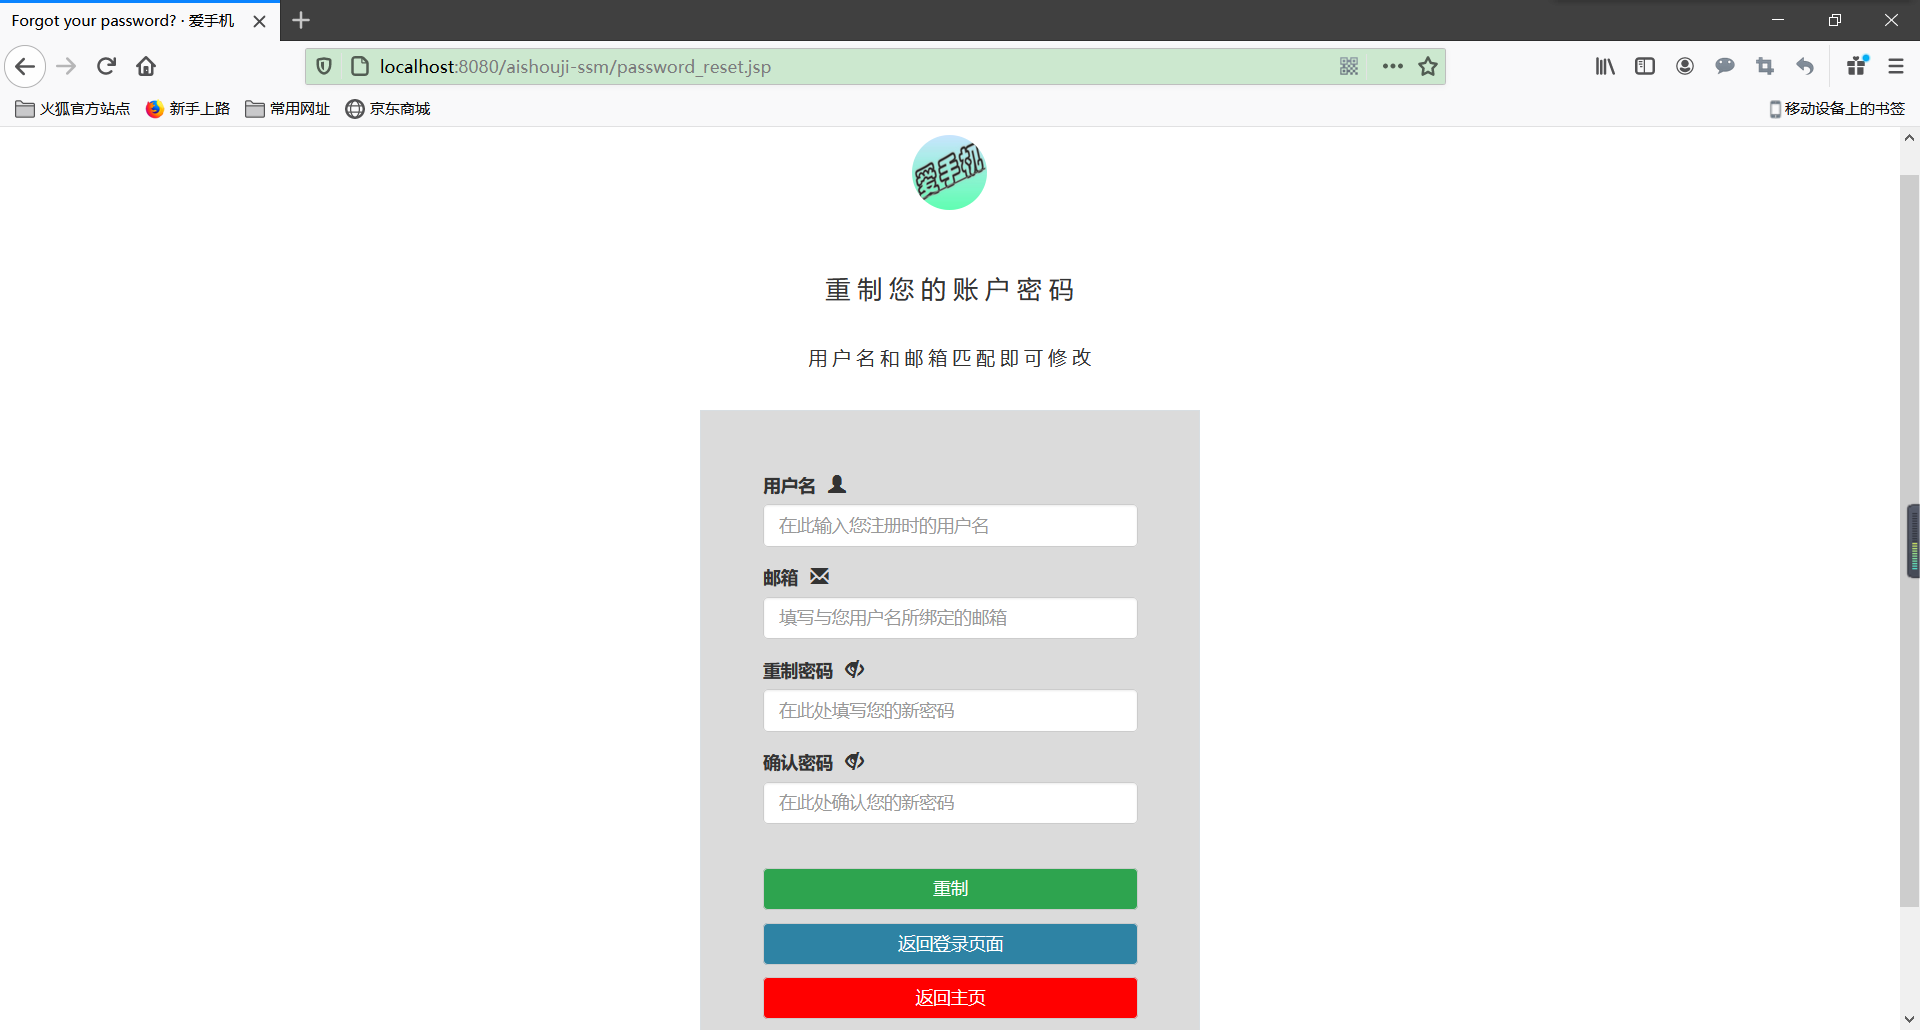 Forgot your password? · 爱手机
localhost:8080/aishouji-ssm/password_reset.jsp
火狐官方站点 新手上路 常用网址 京东商城 移动设备上的书签
爱手机
重制您的账户密码
用户名和邮箱匹配即可修改
用户名
在此输入您注册时的用户名
邮箱
填写与您用户名所绑定的邮箱
重制密码
在此处填写您的新密码
确认密码
在此处确认您的新密码
重制
返回登录页面
返回主页